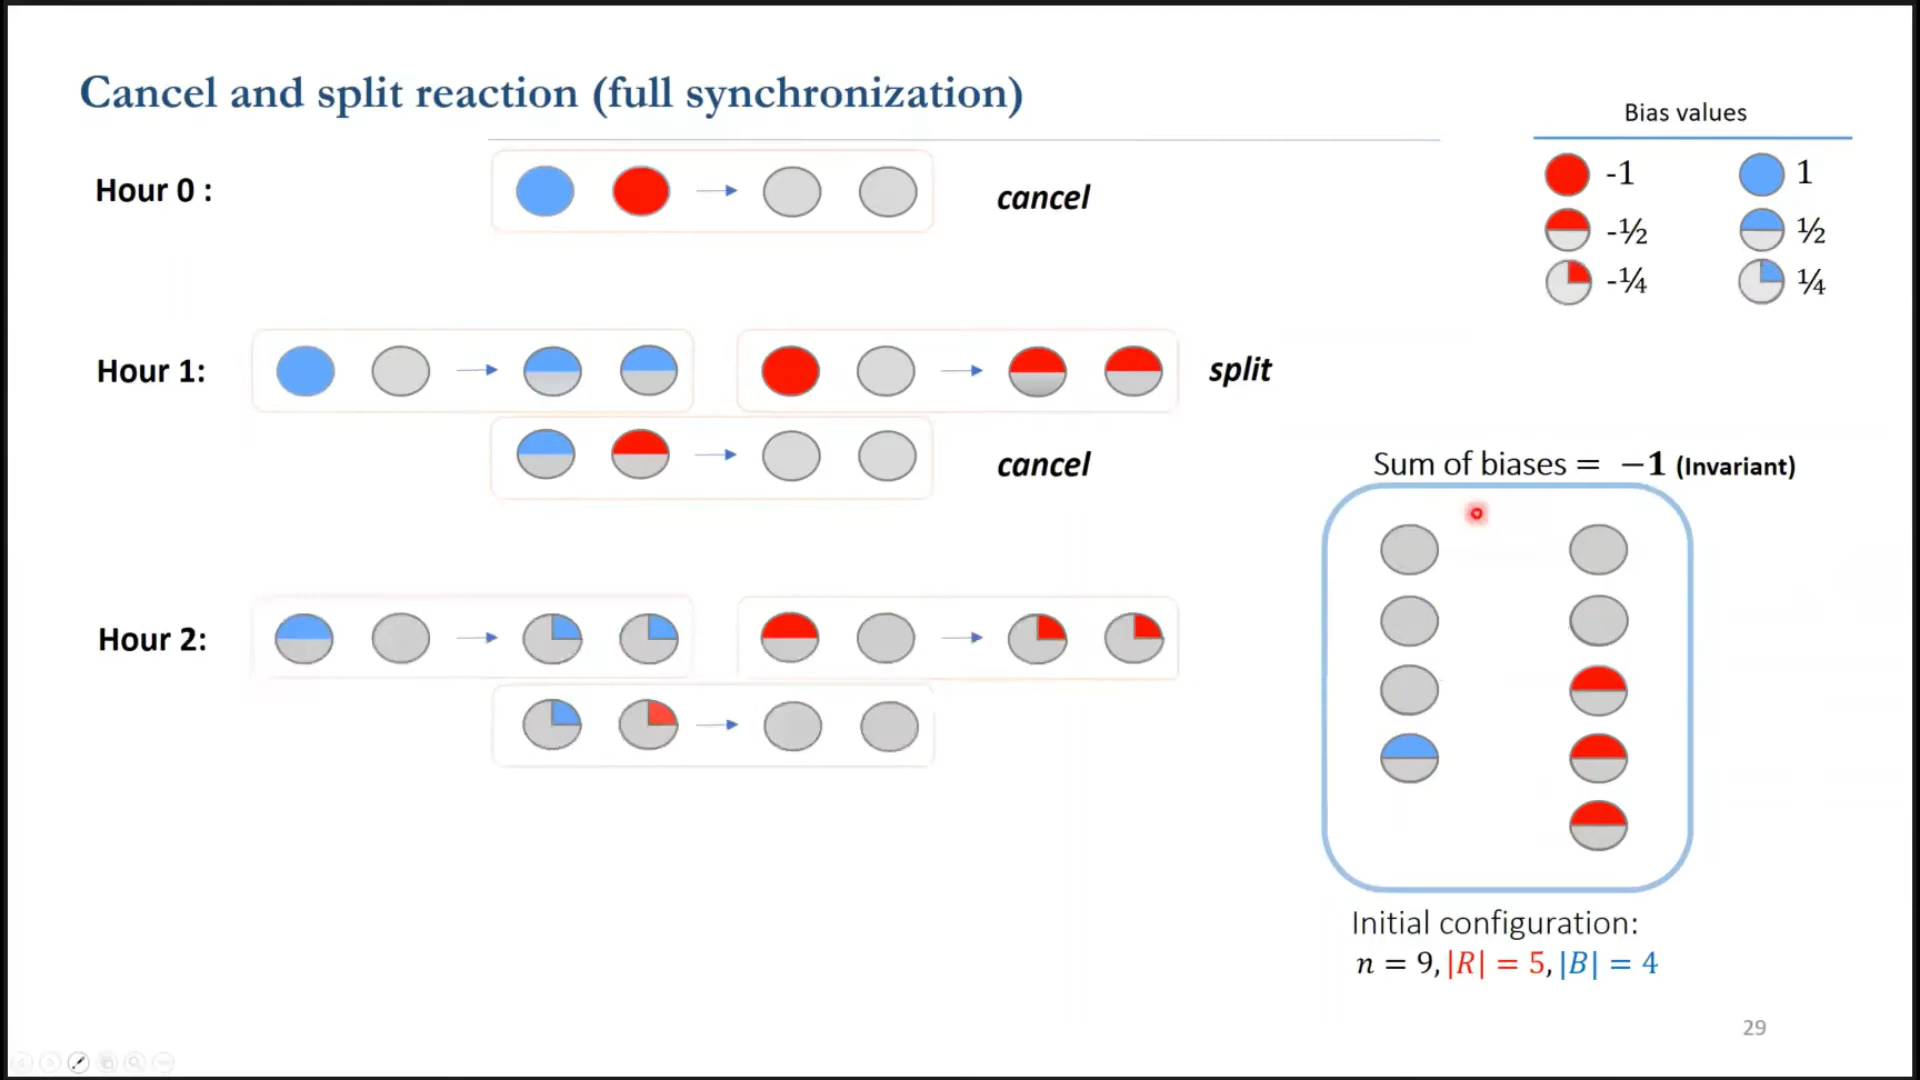 Cancel and split reaction (full synchronization)
Bias values
-1 1
-½ ½
-¼ ¼
Hour 0 :
cancel
Hour 1:
split
cancel
Sum of biases = −1 (Invariant)
Hour 2:
Initial configuration:
n = 9, |R| = 5, |B| = 4
29